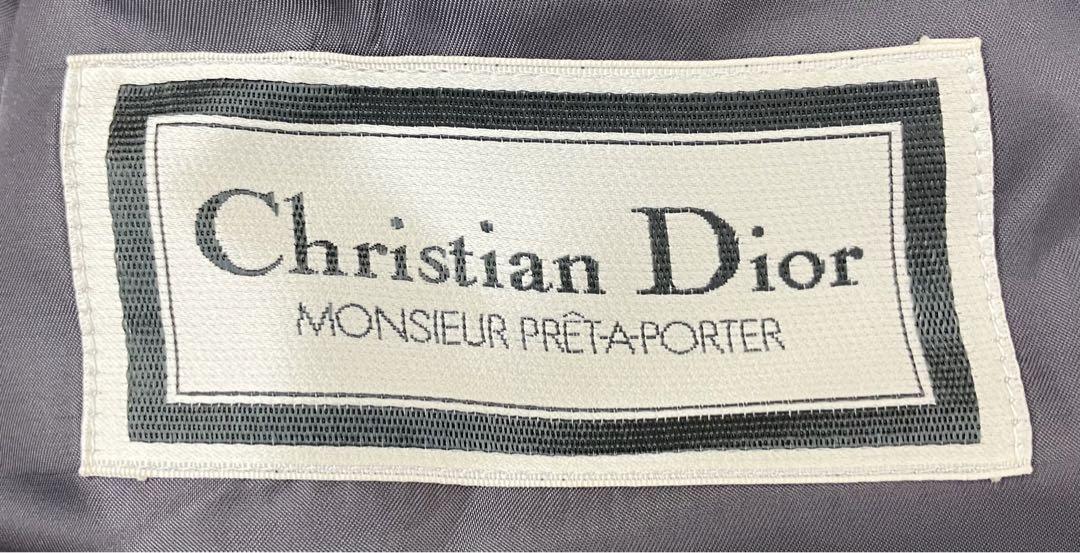 Christian Dior
MONSIEUR PRÊT-A-PORTER